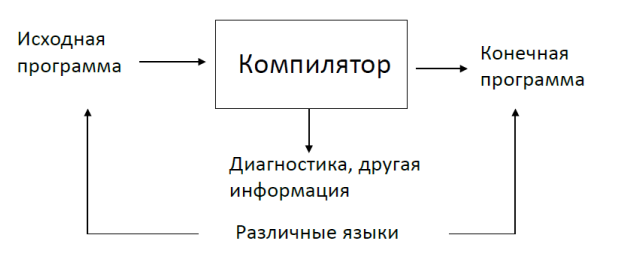 Исходная
программа
Компилятор
Конечная
программа
Диагностика, другая
информация
Различные языки